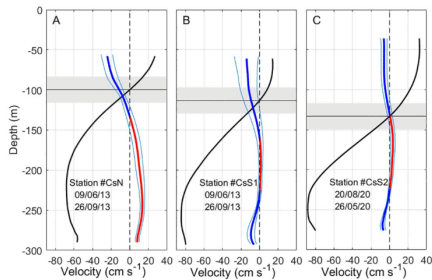 A
B
C
0
-50
-100
-150
-200
-250
-300
Depth (m)
Station #CsN
09/06/13
26/09/13
Station #CsS1
09/06/13
26/09/13
Station #CsS2
20/08/20
26/05/20
-80 -60 -40 -20 0 20 40
-80 -60 -40 -20 0 20
-80 -60 -40 -20 0 20 40
Velocity (cm s⁻¹)
Velocity (cm s⁻¹)
Velocity (cm s⁻¹)